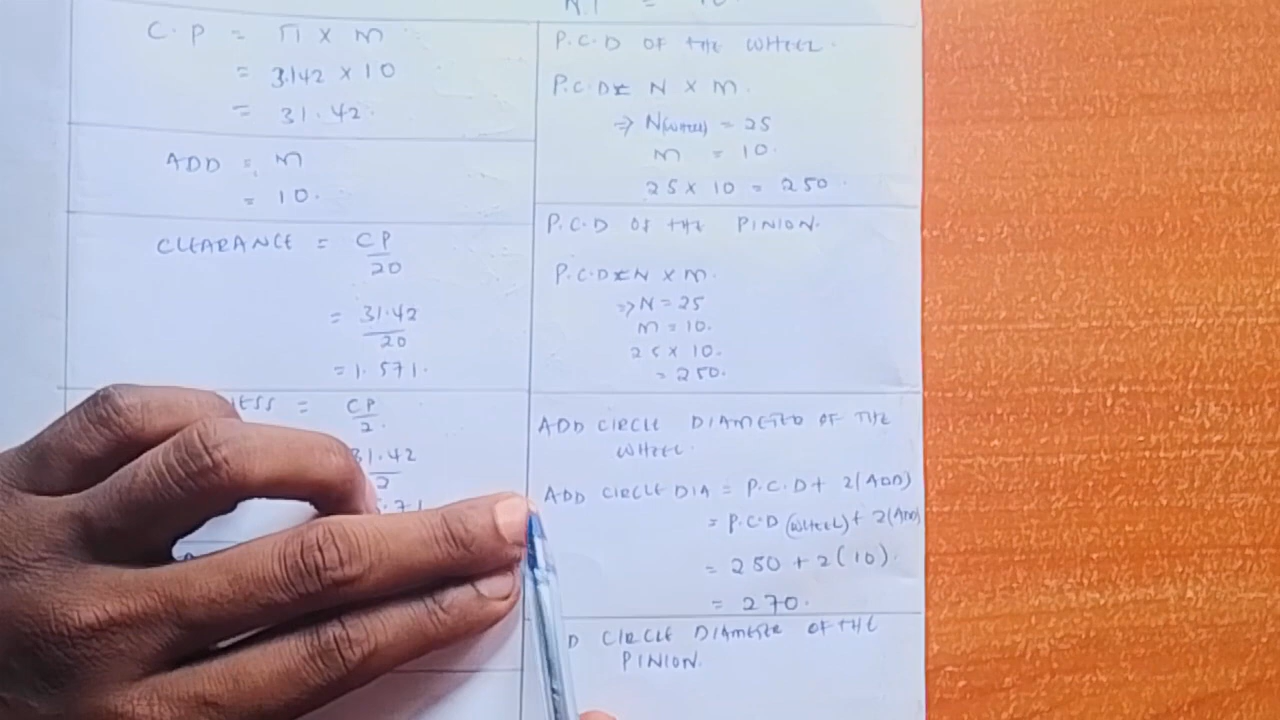 C.P = Π × m
= 3.142 × 10
= 31.42.
ADD = m
= 10.
CLEARANCE = CP
20
= 31.42
20
= 1.571.
= CP
2.
31.42
2
P.C.D OF THE WHEEL.
P.C.D = N × m.
⇒ N(WHEEL) = 25
m = 10.
25 × 10 = 250.
P.C.D OF THE PINION.
P.C.D = N × m.
⇒ N = 25
m = 10.
25 × 10.
= 250.
ADD CIRCLE DIAMETER OF THE
WHEEL.
ADD CIRCLE DIA = P.C.D + 2(ADD)
= P.C.D (WHEEL) + 2(ADD)
= 250 + 2(10).
= 270.
CIRCLE DIAMETER OF THE
PINION.